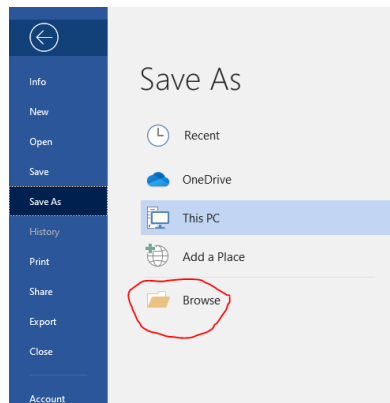 Info
New
Open
Save
Save As
History
Print
Share
Export
Close
Account
Save As
Recent
OneDrive
This PC
Add a Place
Browse